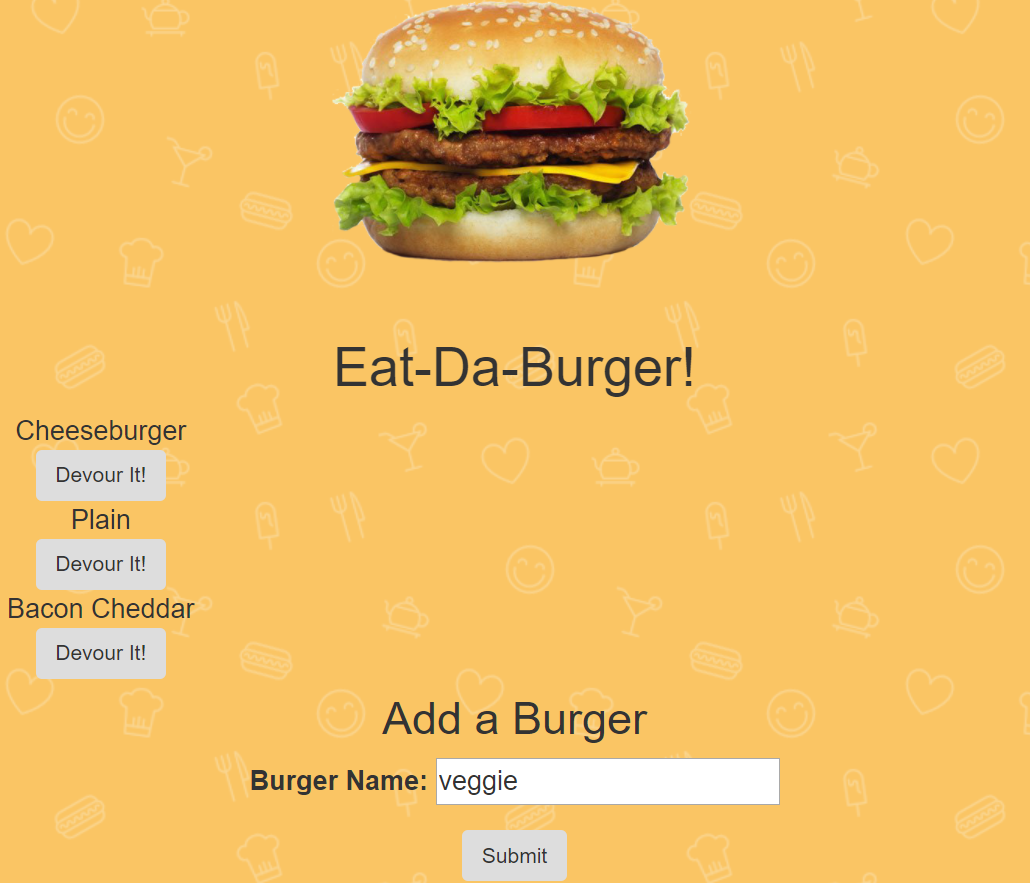 Eat-Da-Burger!
Cheeseburger
Devour It!
Plain
Devour It!
Bacon Cheddar
Devour It!
Add a Burger
Burger Name: veggie
Submit